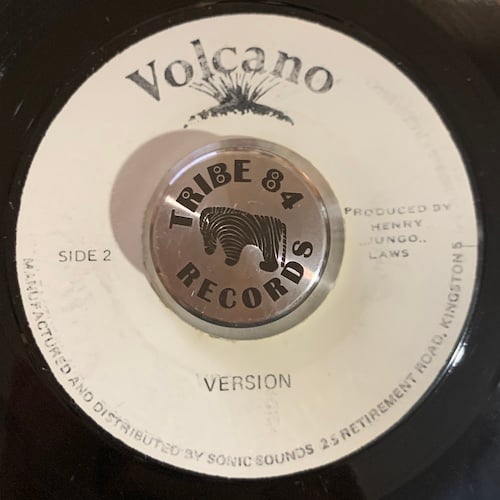 Volcano
TRIBE 84
RECORDS
SIDE 2
PRODUCED BY
HENRY
"JUNGO"
LAWS
VERSION
MANUFACTURED AND DISTRIBUTED BY SONIC SOUNDS 25 RETIREMENT ROAD, KINGSTON 5